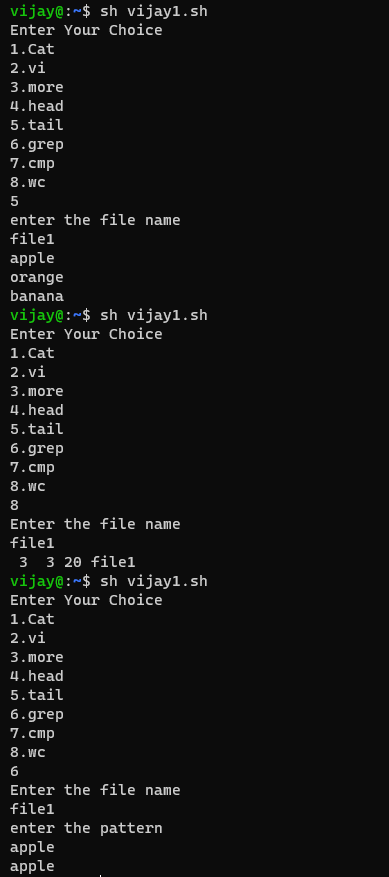 vijay@:~$ sh vijay1.sh
Enter Your Choice
1.Cat
2.vi
3.more
4.head
5.tail
6.grep
7.cmp
8.wc
5
enter the file name
file1
apple
orange
banana
vijay@:~$ sh vijay1.sh
Enter Your Choice
1.Cat
2.vi
3.more
4.head
5.tail
6.grep
7.cmp
8.wc
8
Enter the file name
file1
 3  3 20 file1
vijay@:~$ sh vijay1.sh
Enter Your Choice
1.Cat
2.vi
3.more
4.head
5.tail
6.grep
7.cmp
8.wc
6
Enter the file name
file1
enter the pattern
apple
apple